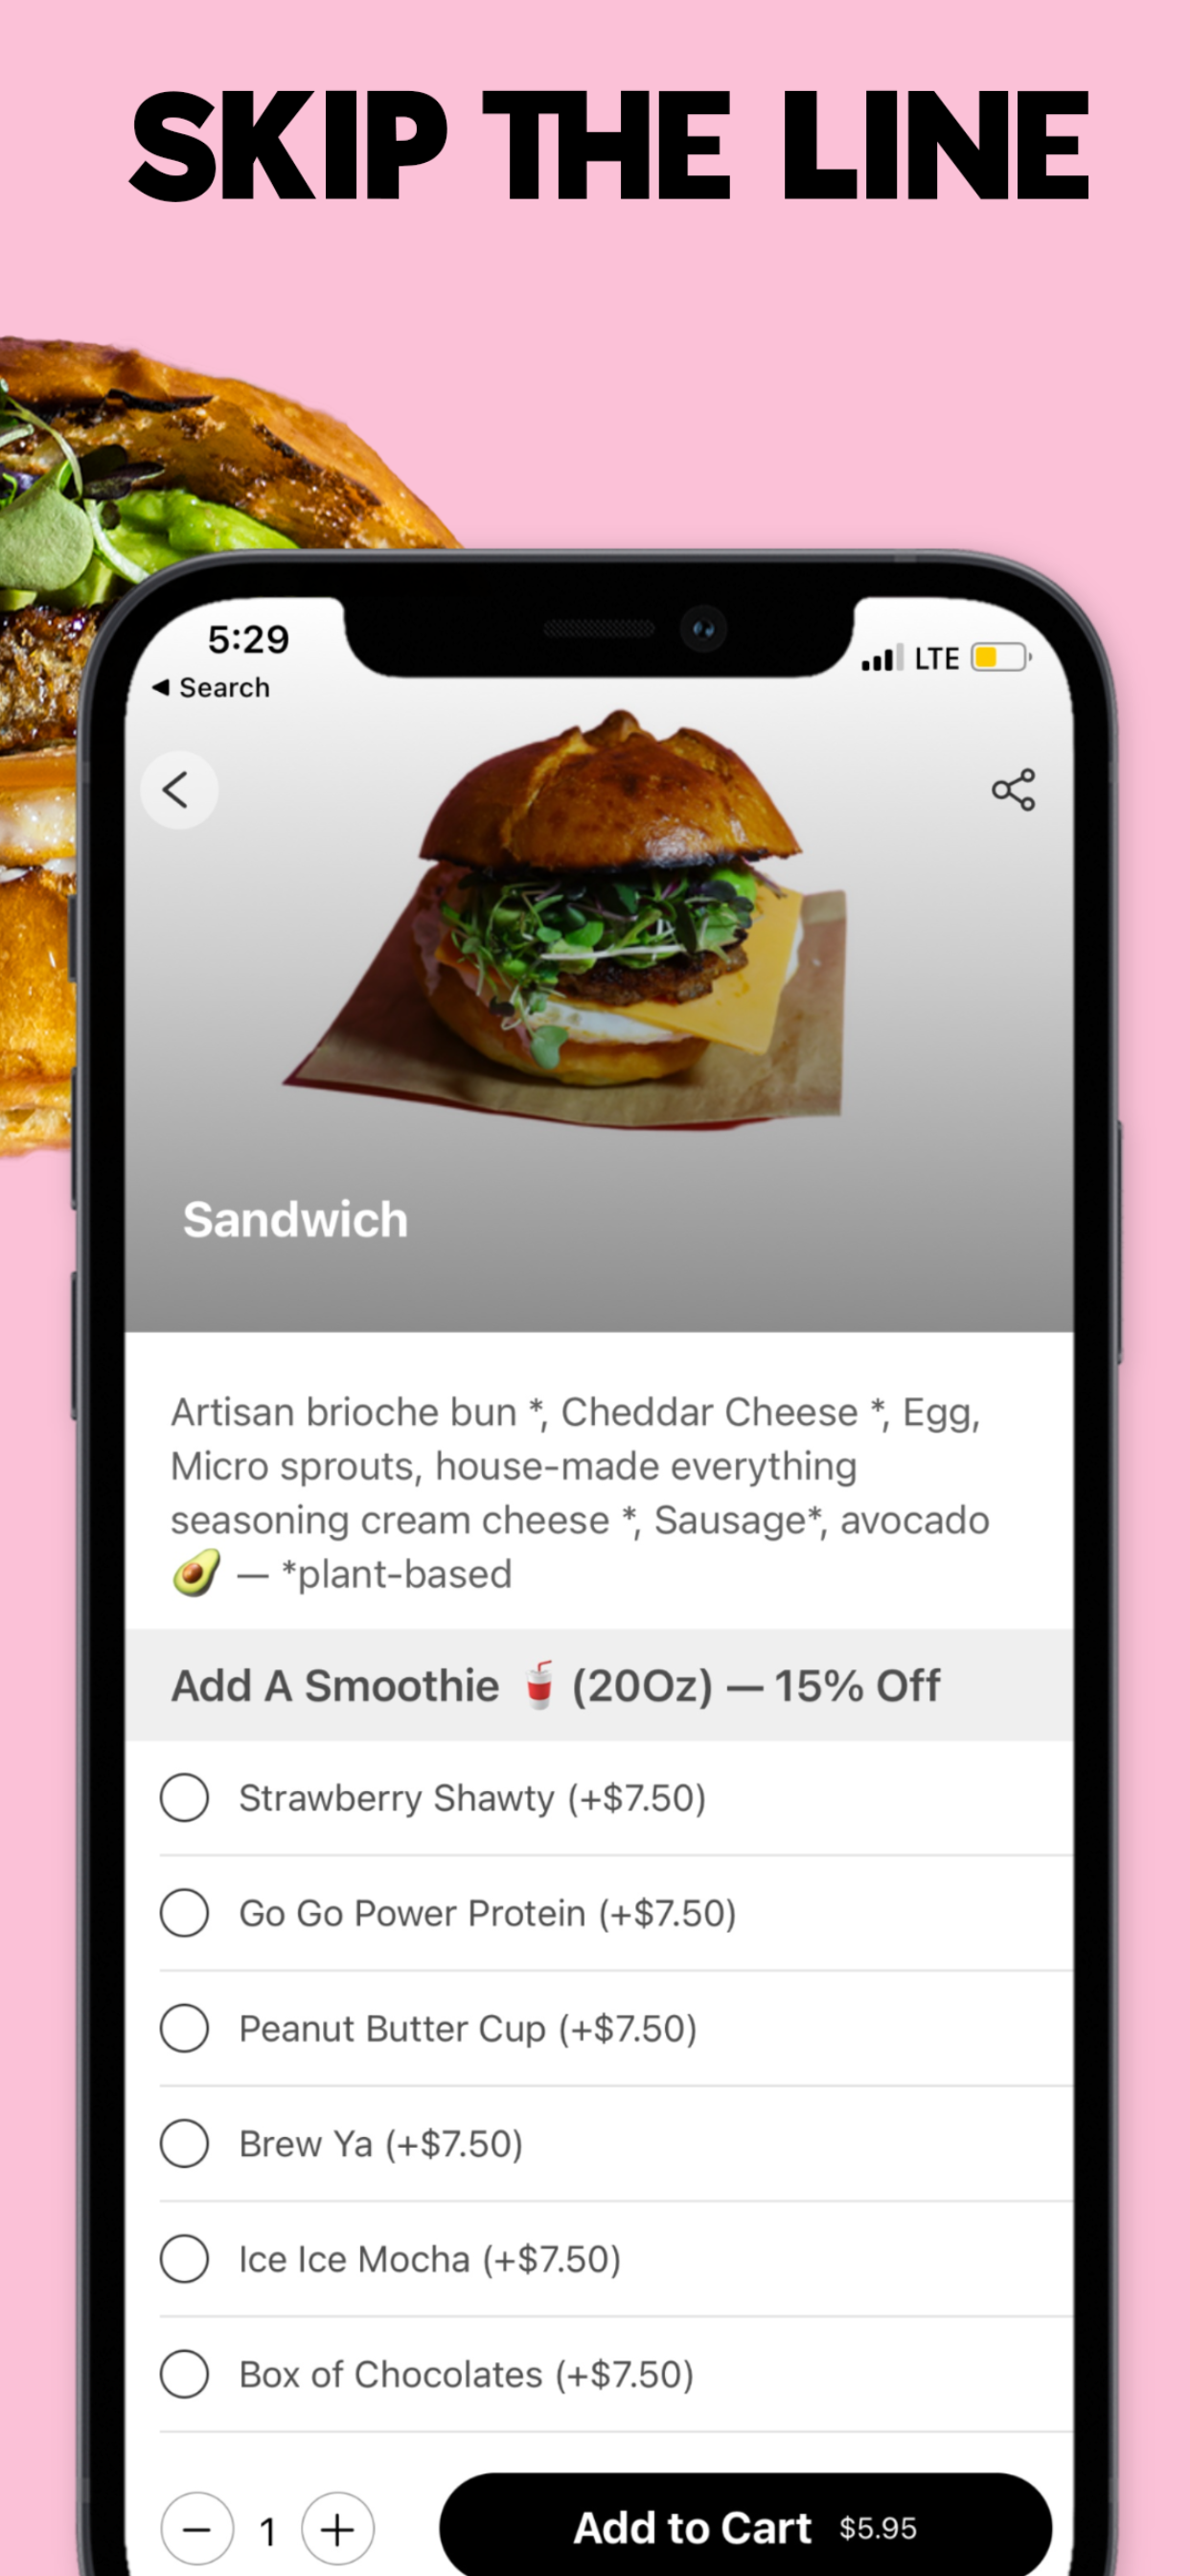 SKIP THE LINE
5:29
LTE
◀ Search
Sandwich
Artisan brioche bun *, Cheddar Cheese *, Egg,
Micro sprouts, house-made everything
seasoning cream cheese *, Sausage*, avocado
🥑 — *plant-based
Add A Smoothie 🥤 (20Oz) — 15% Off
Strawberry Shawty (+$7.50)
Go Go Power Protein (+$7.50)
Peanut Butter Cup (+$7.50)
Brew Ya (+$7.50)
Ice Ice Mocha (+$7.50)
Box of Chocolates (+$7.50)
1
Add to Cart $5.95